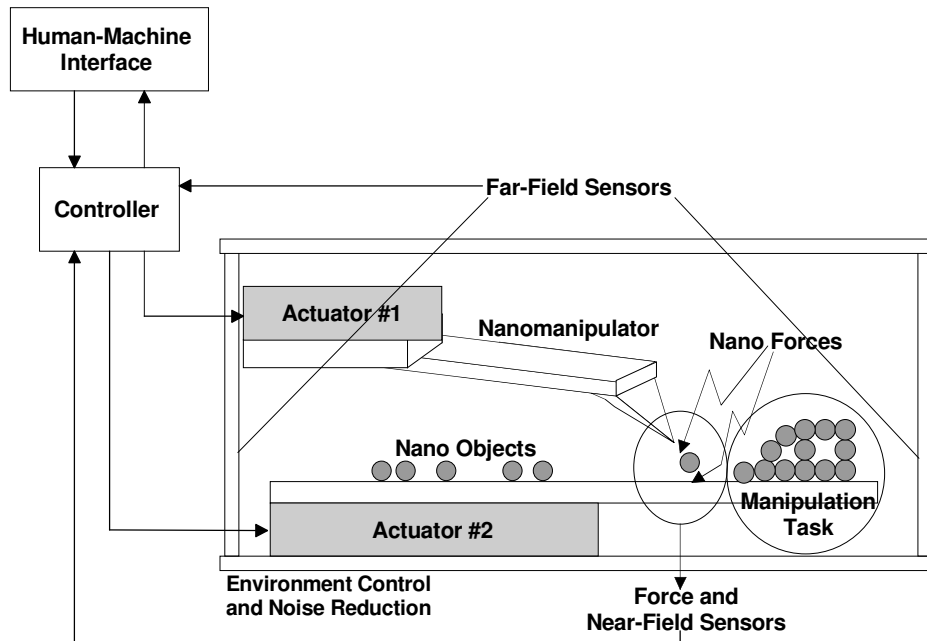 Human-Machine
Interface
Controller
Far-Field Sensors
Actuator #1
Nanomanipulator
Nano Forces
Nano Objects
Manipulation
Task
Actuator #2
Environment Control
and Noise Reduction
Force and
Near-Field Sensors